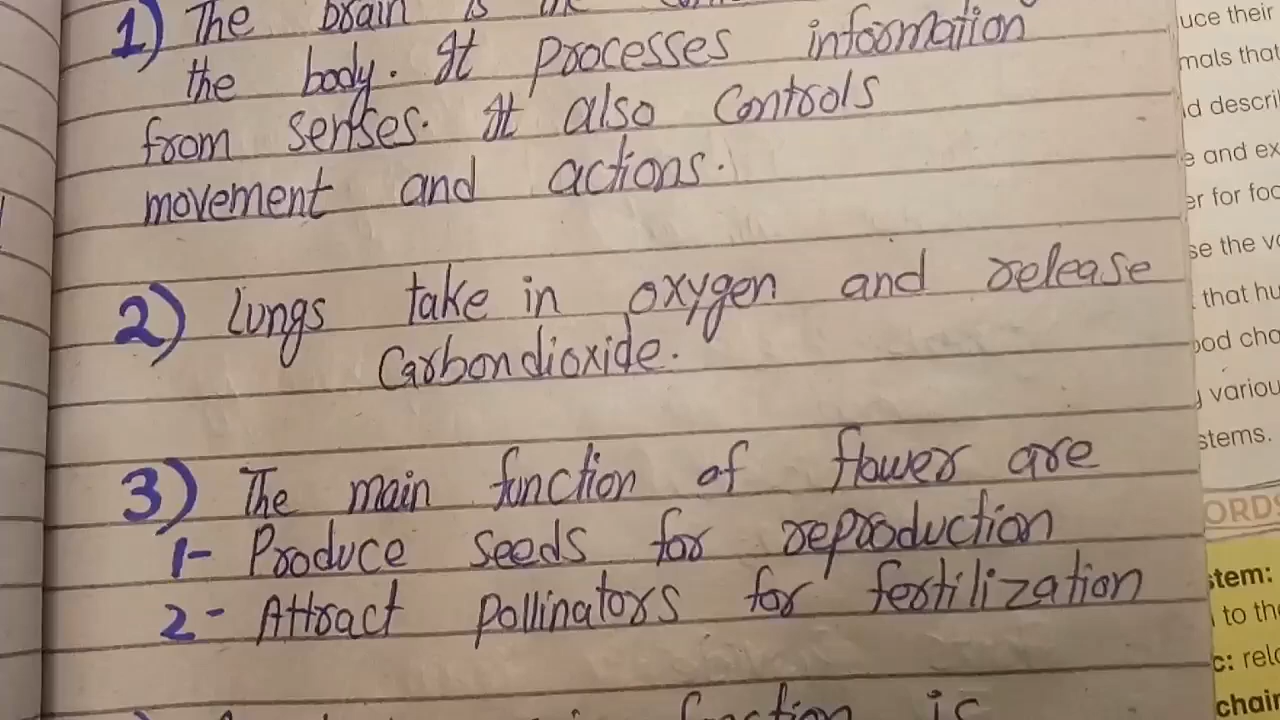 1) The brain is the
the body. It processes information
from senses. It also controls
movement and actions.
2) Lungs take in oxygen and release
Carbondioxide.
3) The main function of flower are
1- Produce seeds for reproduction
2- Attract pollinators for fertilization
function is
uce their
mals that
d descri
e and ex
er for foo
se the v
that hu
ood cha
variou
stems.
ORDS
stem:
to th
c: rel
chain